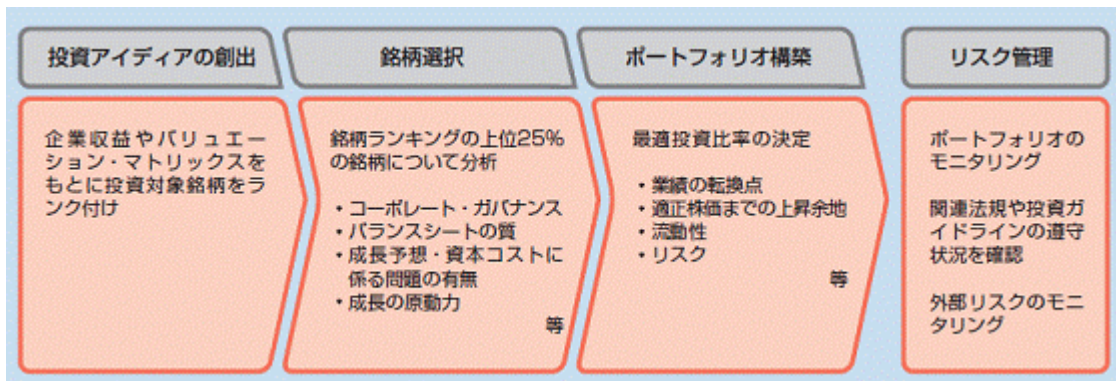 投資アイディアの創出
銘柄選択
ポートフォリオ構築
リスク管理
企業収益やバリュエー
ション・マトリックスを
もとに投資対象銘柄をラ
ンク付け
銘柄ランキングの上位25%
の銘柄について分析
・コーポレート・ガバナンス
・バランスシートの質
・成長予想・資本コストに
係る問題の有無
・成長の原動力
等
最適投資比率の決定
・業績の転換点
・適正株価までの上昇余地
・流動性
・リスク
等
ポートフォリオの
モニタリング
関連法規や投資ガ
イドラインの遵守
状況を確認
外部リスクのモニ
タリング